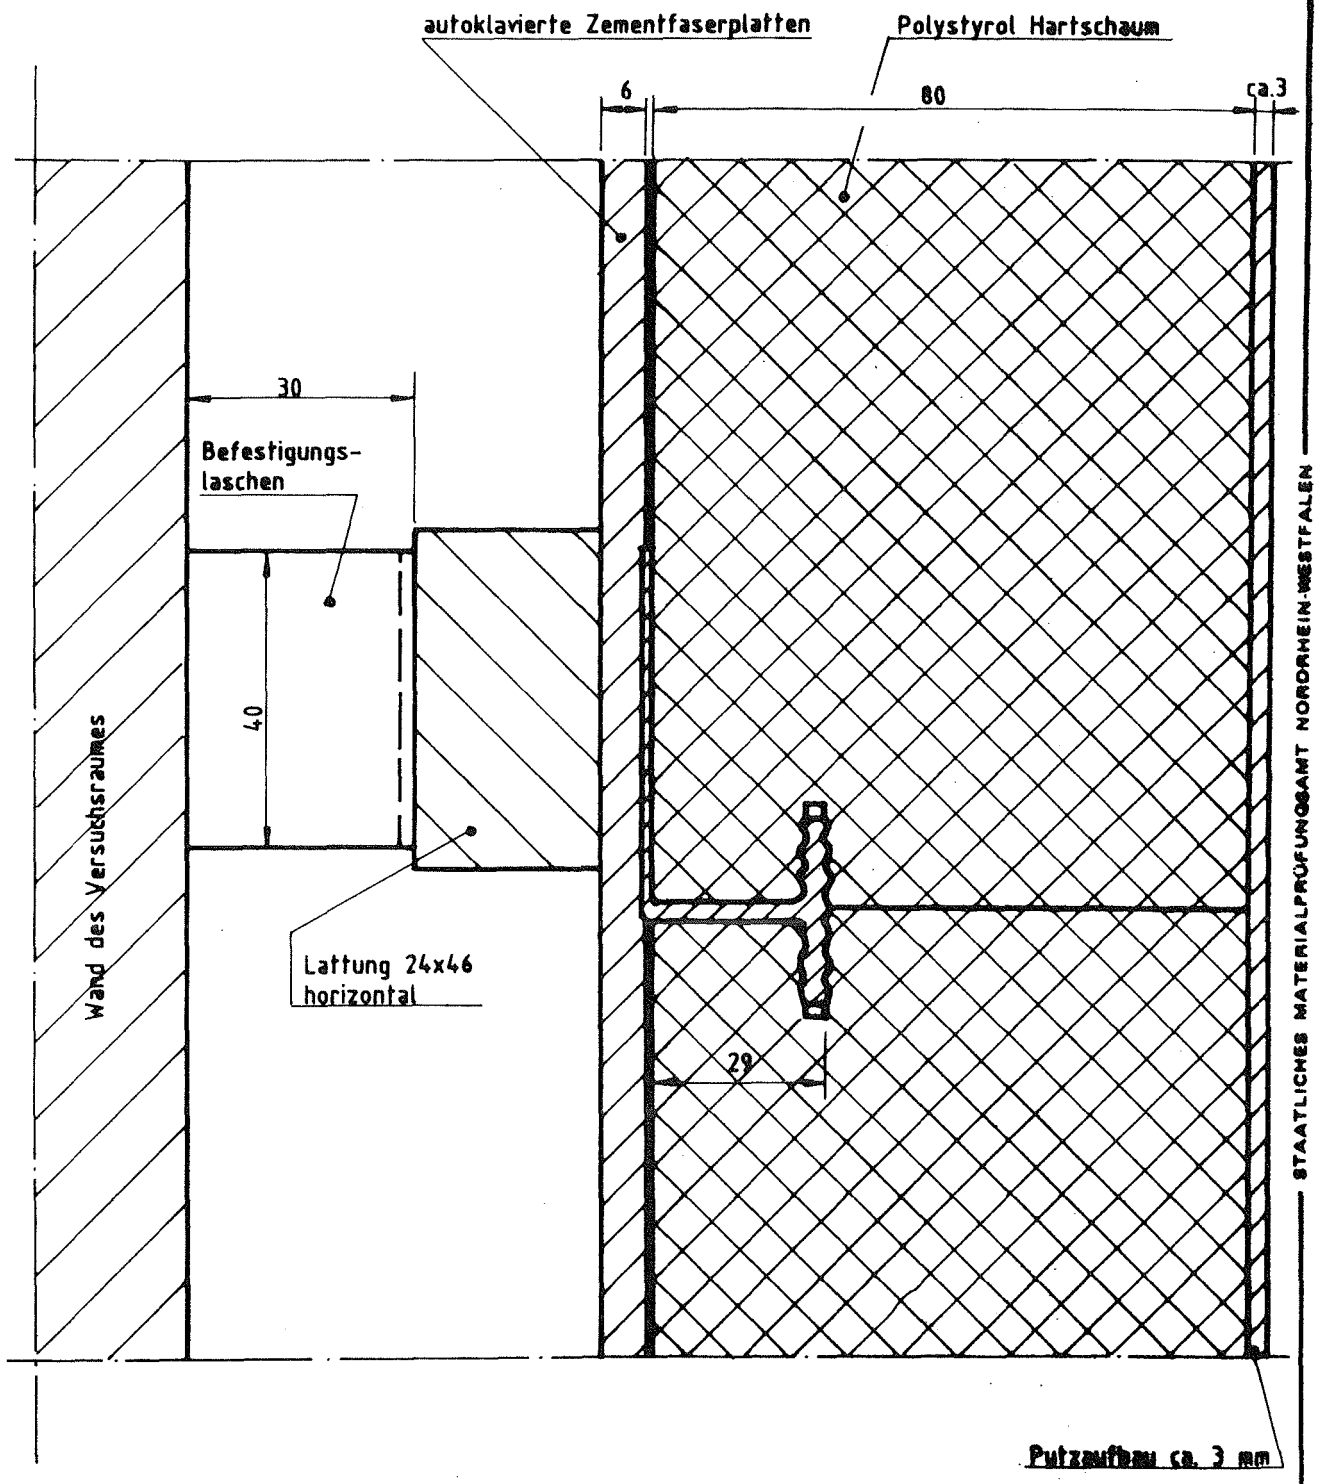 autoklavierte Zementfaserplatten
Polystyrol Hartschaum
6
80
ca.3
30
Befestigungs-
laschen
40
Wand des Versuchsraumes
Lattung 24x46
horizontal
29
STAATLICHES MATERIALPRÜFUNGSAMT NORDRHEIN-WESTFALEN
Putzaufbau ca. 3 mm